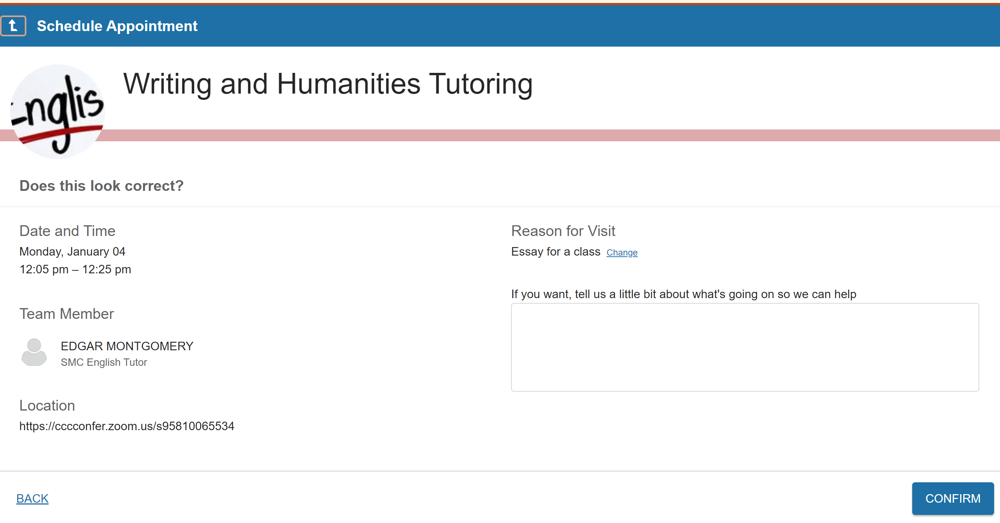 Schedule Appointment
Writing and Humanities Tutoring
Englis
Does this look correct?
Date and Time
Monday, January 04
12:05 pm – 12:25 pm
Team Member
EDGAR MONTGOMERY
SMC English Tutor
Location
https://cccconfer.zoom.us/s95810065534
Reason for Visit
Essay for a class Change
If you want, tell us a little bit about what's going on so we can help
BACK
CONFIRM